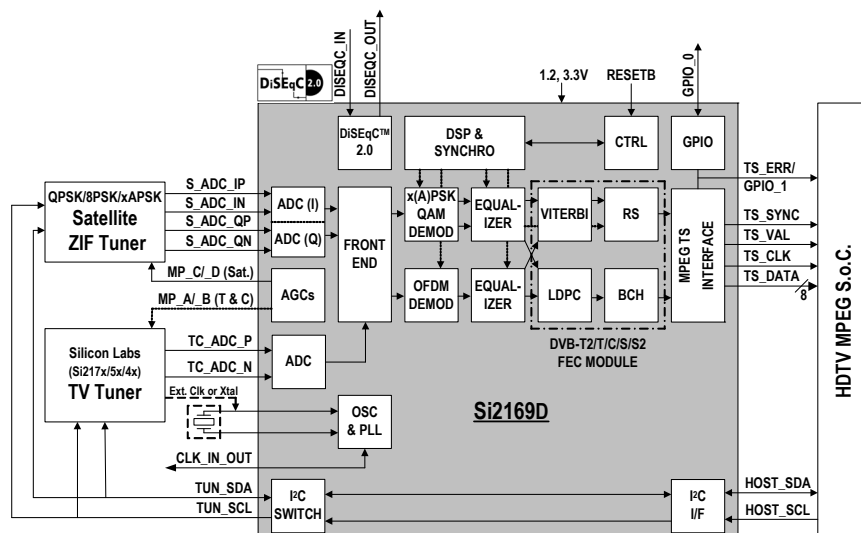 DISEQC_IN
DISEQC_OUT
DiSEqC 2.0
1.2, 3.3V
RESETB
GPIO_0
DiSEqC™
2.0
DSP &
SYNCHRO
CTRL
GPIO
TS_ERR/
GPIO_1
QPSK/8PSK/xAPSK
Satellite
ZIF Tuner
S_ADC_IP
S_ADC_IN
S_ADC_QP
S_ADC_QN
ADC (I)
ADC (Q)
FRONT
END
x(A)PSK
QAM
DEMOD
EQUAL-
IZER
VITERBI
RS
MPEG TS
INTERFACE
TS_SYNC
TS_VAL
TS_CLK
TS_DATA
8
HDTV MPEG S.o.C.
MP_C/_D (Sat.)
MP_A/_B (T & C)
AGCs
OFDM
DEMOD
EQUAL-
IZER
LDPC
BCH
DVB-T2/T/C/S/S2
FEC MODULE
Silicon Labs
(Si217x/5x/4x)
TV Tuner
TC_ADC_P
TC_ADC_N
ADC
Ext. Clk or Xtal
OSC
& PLL
Si2169D
CLK_IN_OUT
TUN_SDA
TUN_SCL
I²C
SWITCH
I²C
I/F
HOST_SDA
HOST_SCL